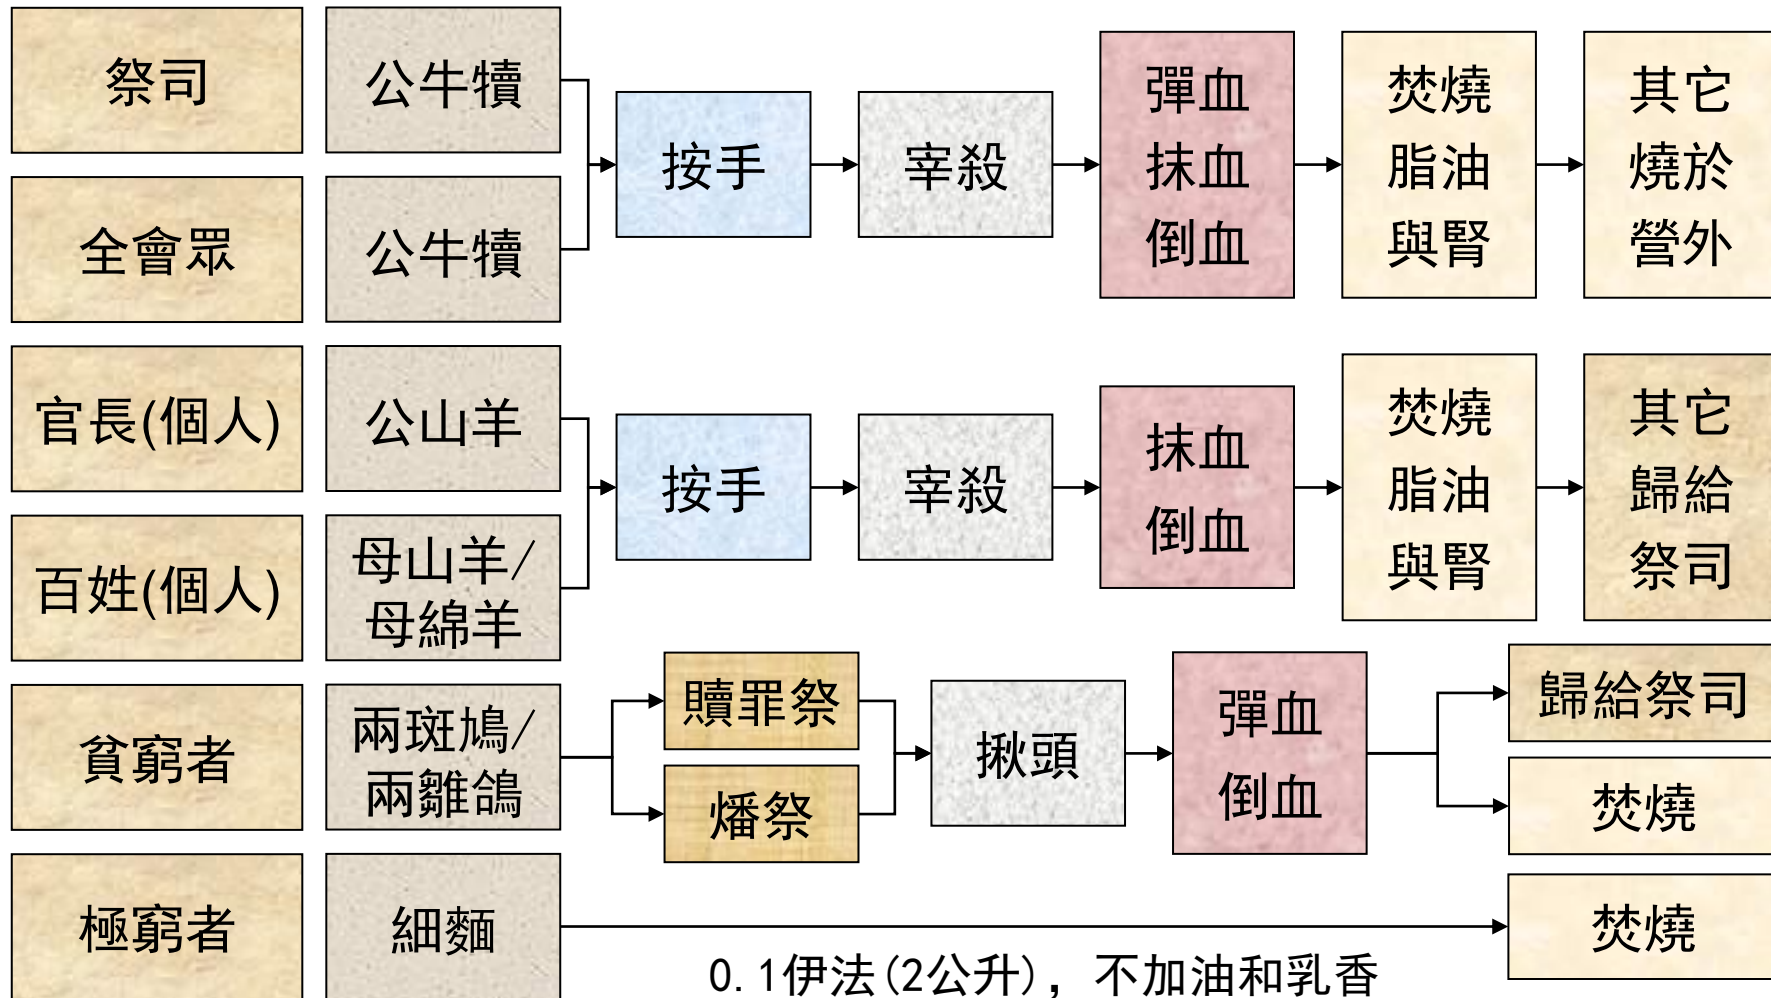 祭司
公牛犢
全會眾
公牛犢
按手
宰殺
彈血
抹血
倒血
焚燒
脂油
與腎
其它
燒於
營外
官長(個人)
公山羊
百姓(個人)
母山羊/
母綿羊
按手
宰殺
抹血
倒血
焚燒
脂油
與腎
其它
歸給
祭司
貧窮者
兩斑鳩/
兩雛鴿
贖罪祭
燔祭
揪頭
彈血
倒血
歸給祭司
焚燒
極窮者
細麵
焚燒
0.1伊法(2公升)，不加油和乳香